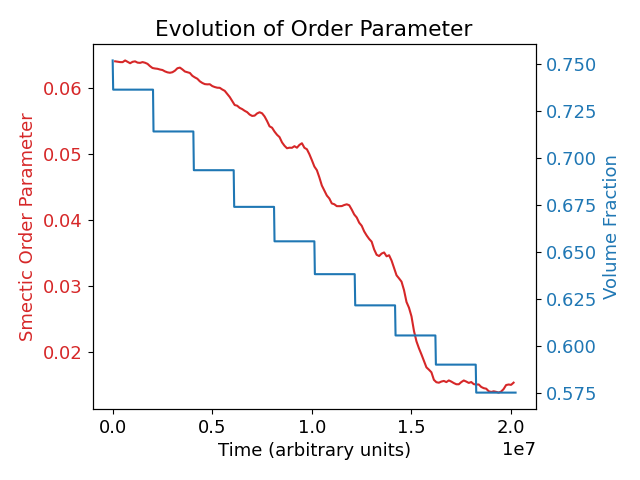 Evolution of Order Parameter
Smectic Order Parameter
0.06
0.05
0.04
0.03
0.02
0.750
0.725
0.700
0.675
0.650
0.625
0.600
0.575
Volume Fraction
0.0 0.5 1.0 1.5 2.0
1e7
Time (arbitrary units)